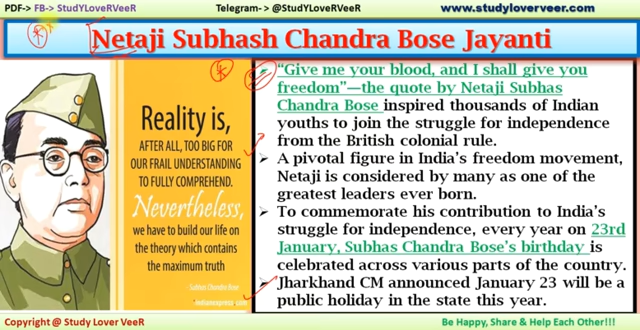 PDF-> FB-> StudYLoverVeeR Telegram-> @StudYLoverVEeR www.studyloverveer.com
Netaji Subhash Chandra Bose Jayanti
Reality is,
AFTER ALL, TOO BIG FOR
OUR FRAIL UNDERSTANDING
TO FULLY COMPREHEND.
Nevertheless,
we have to build our life on
the theory which contains
the maximum truth
- Subhas Chandra Bose
indianexpress.com
➢ “Give me your blood, and I shall give you
freedom”—the quote by Netaji Subhas
Chandra Bose inspired thousands of Indian
youths to join the struggle for independence
from the British colonial rule.
➢ A pivotal figure in India’s freedom movement,
Netaji is considered by many as one of the
greatest leaders ever born.
➢ To commemorate his contribution to India’s
struggle for independence, every year on 23rd
January, Subhas Chandra Bose’s birthday is
celebrated across various parts of the country.
➢ Jharkhand CM announced January 23 will be a
public holiday in the state this year.
Copyright @ Study Lover VeeR Be Happy, Share & Help Each Other!!!